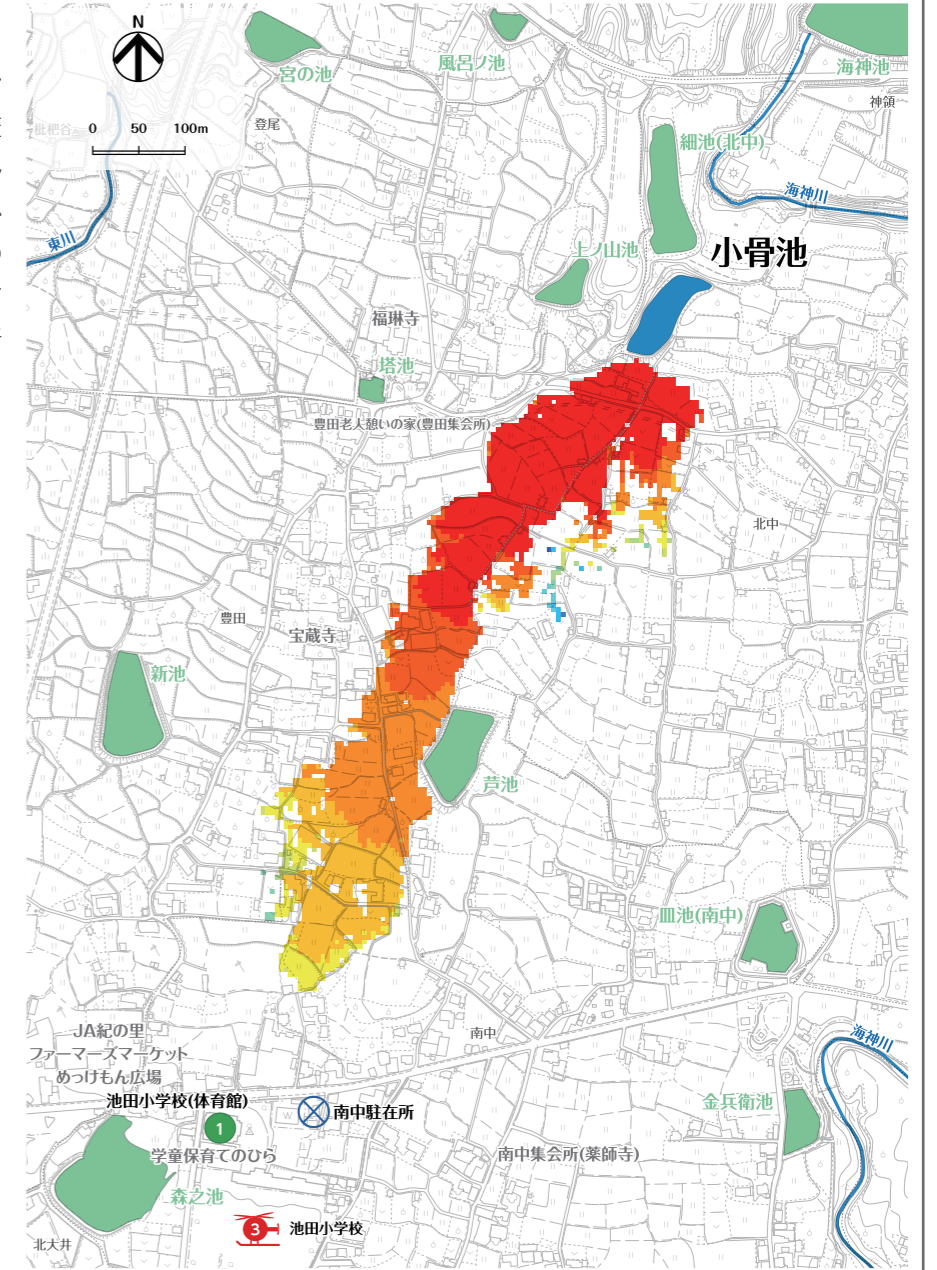 N
0 50 100m
宮の池
風呂ノ池
海神池
神領
枇杷谷
登尾
細池(北中)
海神川
東川
上ノ山池
小骨池
福琳寺
塔池
豊田老人憩いの家(豊田集会所)
北中
豊田
宝蔵寺
新池
芦池
皿池(南中)
JA紀の里
ファーマーズマーケット
めっけもん広場
南中
海神川
池田小学校(体育館)
1
南中駐在所
金兵衛池
学童保育てのひら
南中集会所(薬師寺)
森之池
3
池田小学校
北大井